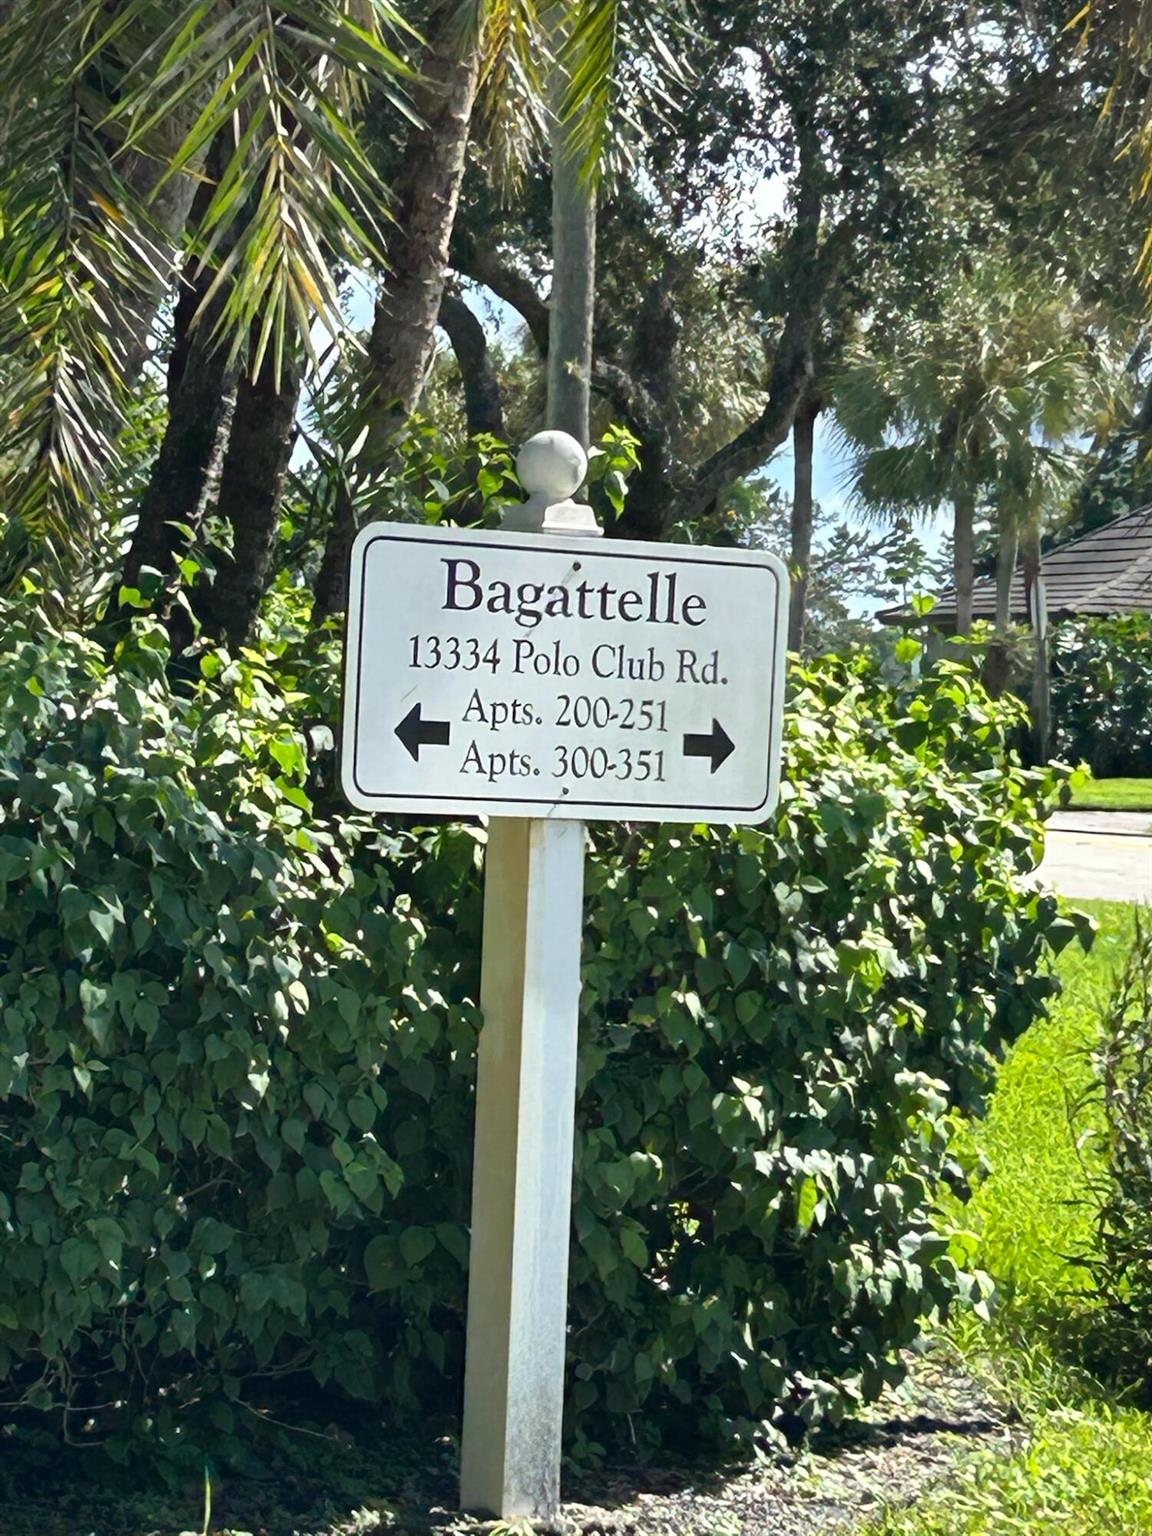 Bagattelle
13334 Polo Club Rd.
Apts. 200-251
Apts. 300-351